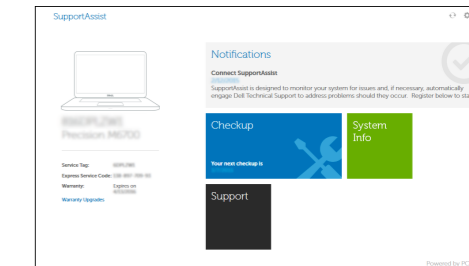 SupportAssist
Notifications
Connect SupportAssist
SupportAssist is designed to monitor your system for issues and, if necessary, automatically
engage Dell Technical Support to address problems should they occur. Register below to sta
Precision M6700
Checkup
System
Info
Service Tag:
Express Service Code:
Warranty: Expires on
Warranty Upgrades
Your next checkup is
Support
Powered by PC